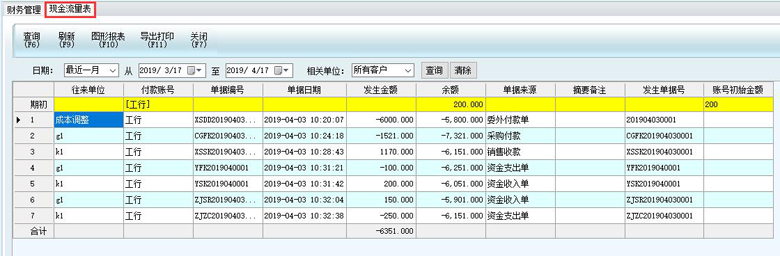 财务管理 现金流量表
查询 刷新 图形报表 导出打印 关闭
(F6) (F9) (F10) (F11) (F7)
日期: 最近一月 从 2019/ 3/17 至 2019/ 4/17 相关单位: 所有客户 查询 清除
往来单位 付款账号 单据编号 单据日期 发生金额 余额 单据来源 摘要备注 发生单据号 账号初始金额
期初 [工行] 200.000 200
1 成本调整 工行 XSDD20190403... 2019-04-03 10:20:07 -6000.000 -5,800.000 委外付款单 201904030001
2 g1 工行 CGFK20190403... 2019-04-03 10:24:18 -1521.000 -7,321.000 采购付款 CGFK201904030001
3 k1 工行 XSSK20190403... 2019-04-03 10:28:43 1170.000 -6,151.000 销售收款 XSSK201904030001
4 g1 工行 YFK2019040001 2019-04-03 10:31:21 -100.000 -6,251.000 资金支出单 YFK2019040001
5 k1 工行 YSK2019040001 2019-04-03 10:31:42 200.000 -6,051.000 资金收入单 YSK2019040001
6 g1 工行 ZJSR20190403... 2019-04-03 10:32:04 150.000 -5,901.000 资金收入单 ZJSR201904030001
7 k1 工行 ZJZC20190403... 2019-04-03 10:32:38 -250.000 -6,151.000 资金支出单 ZJZC201904030001
合计 -6351.000